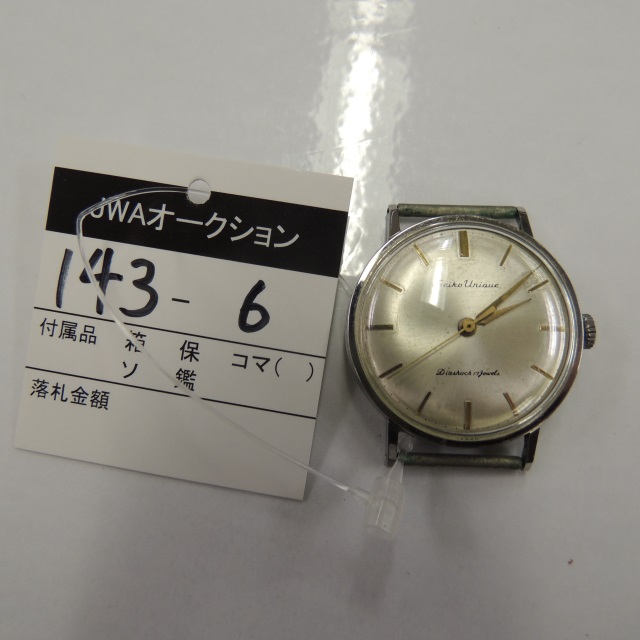 JWAオークション
143-6
付属品 箱 保 コマ( )
ソ 鑑
落札金額
Seiko Unique
Diashock
Jewels